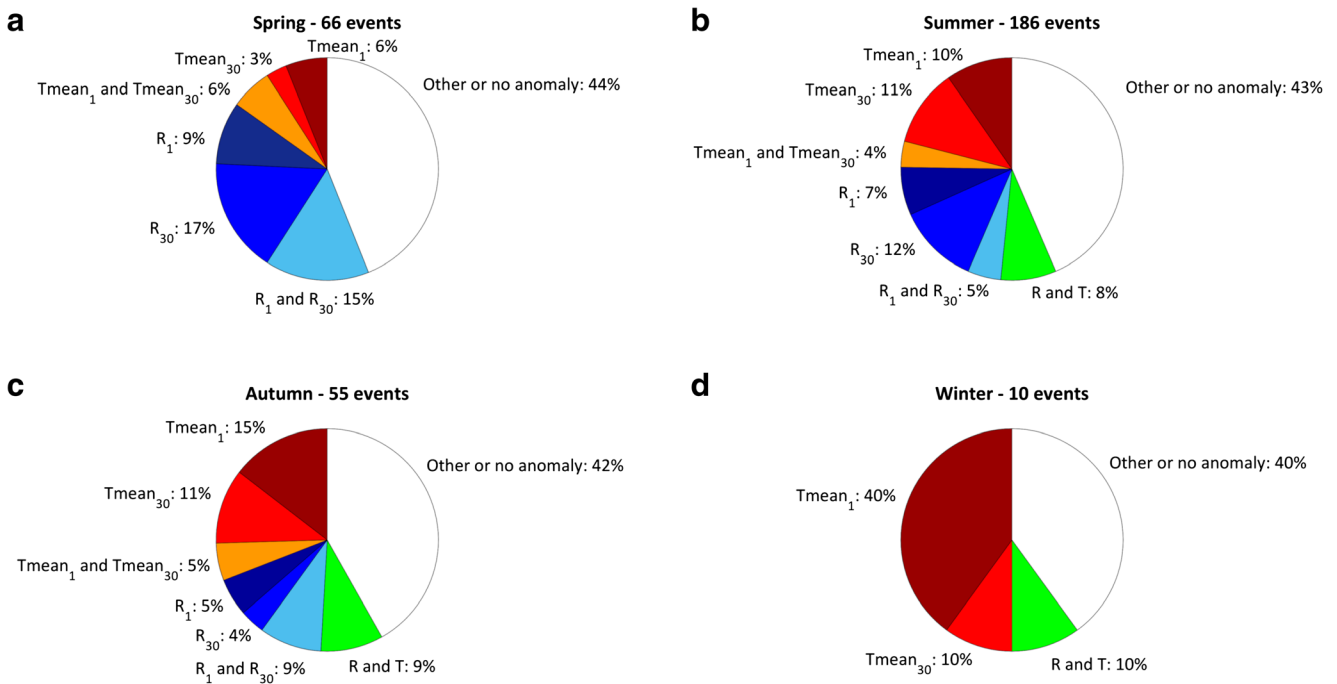 a
Spring - 66 events
Tmean₁: 6%
Tmean₃₀: 3%
Tmean₁ and Tmean₃₀: 6%
R₁: 9%
R₃₀: 17%
R₁ and R₃₀: 15%
Other or no anomaly: 44%
b
Summer - 186 events
Tmean₁: 10%
Tmean₃₀: 11%
Tmean₁ and Tmean₃₀: 4%
R₁: 7%
R₃₀: 12%
R₁ and R₃₀: 5%
R and T: 8%
Other or no anomaly: 43%
c
Autumn - 55 events
Tmean₁: 15%
Tmean₃₀: 11%
Tmean₁ and Tmean₃₀: 5%
R₁: 5%
R₃₀: 4%
R₁ and R₃₀: 9%
R and T: 9%
Other or no anomaly: 42%
d
Winter - 10 events
Tmean₁: 40%
Tmean₃₀: 10%
R and T: 10%
Other or no anomaly: 40%